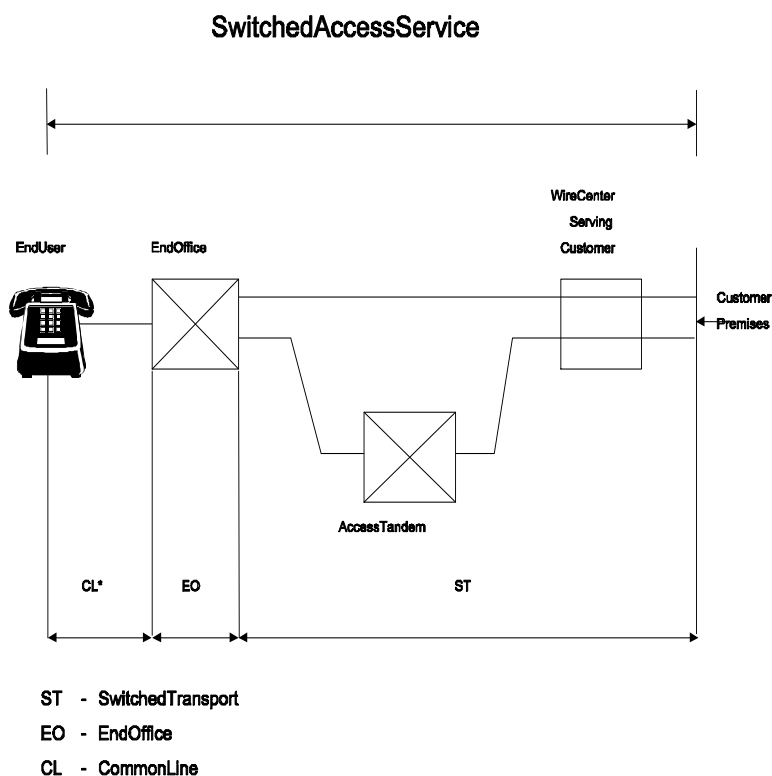 SwitchedAccessService
WireCenter
Serving
Customer
EndUser
EndOffice
Customer
Premises
AccessTandem
CL*
EO
ST
ST - SwitchedTransport
EO - EndOffice
CL - CommonLine